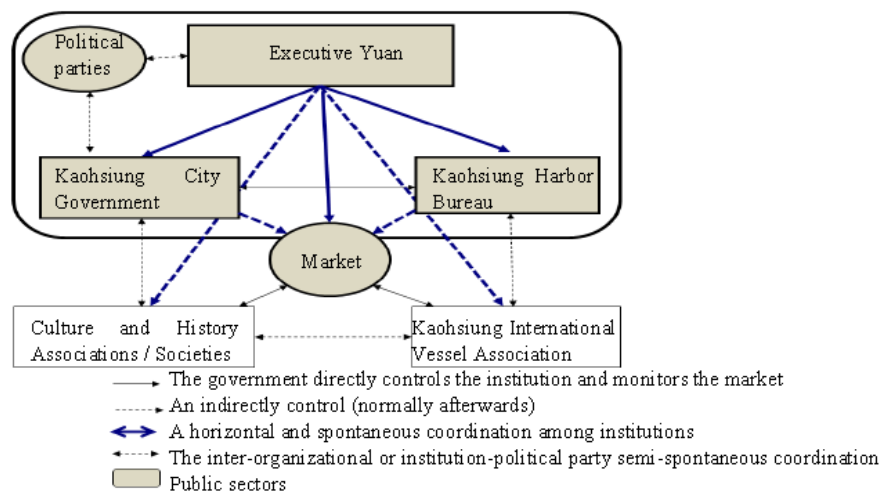 Political
parties
Executive Yuan
Kaohsiung City
Government
Kaohsiung Harbor
Bureau
Market
Culture and History
Associations / Societies
Kaohsiung International
Vessel Association
The government directly controls the institution and monitors the market
An indirectly control (normally afterwards)
A horizontal and spontaneous coordination among institutions
The inter-organizational or institution-political party semi-spontaneous coordination
Public sectors